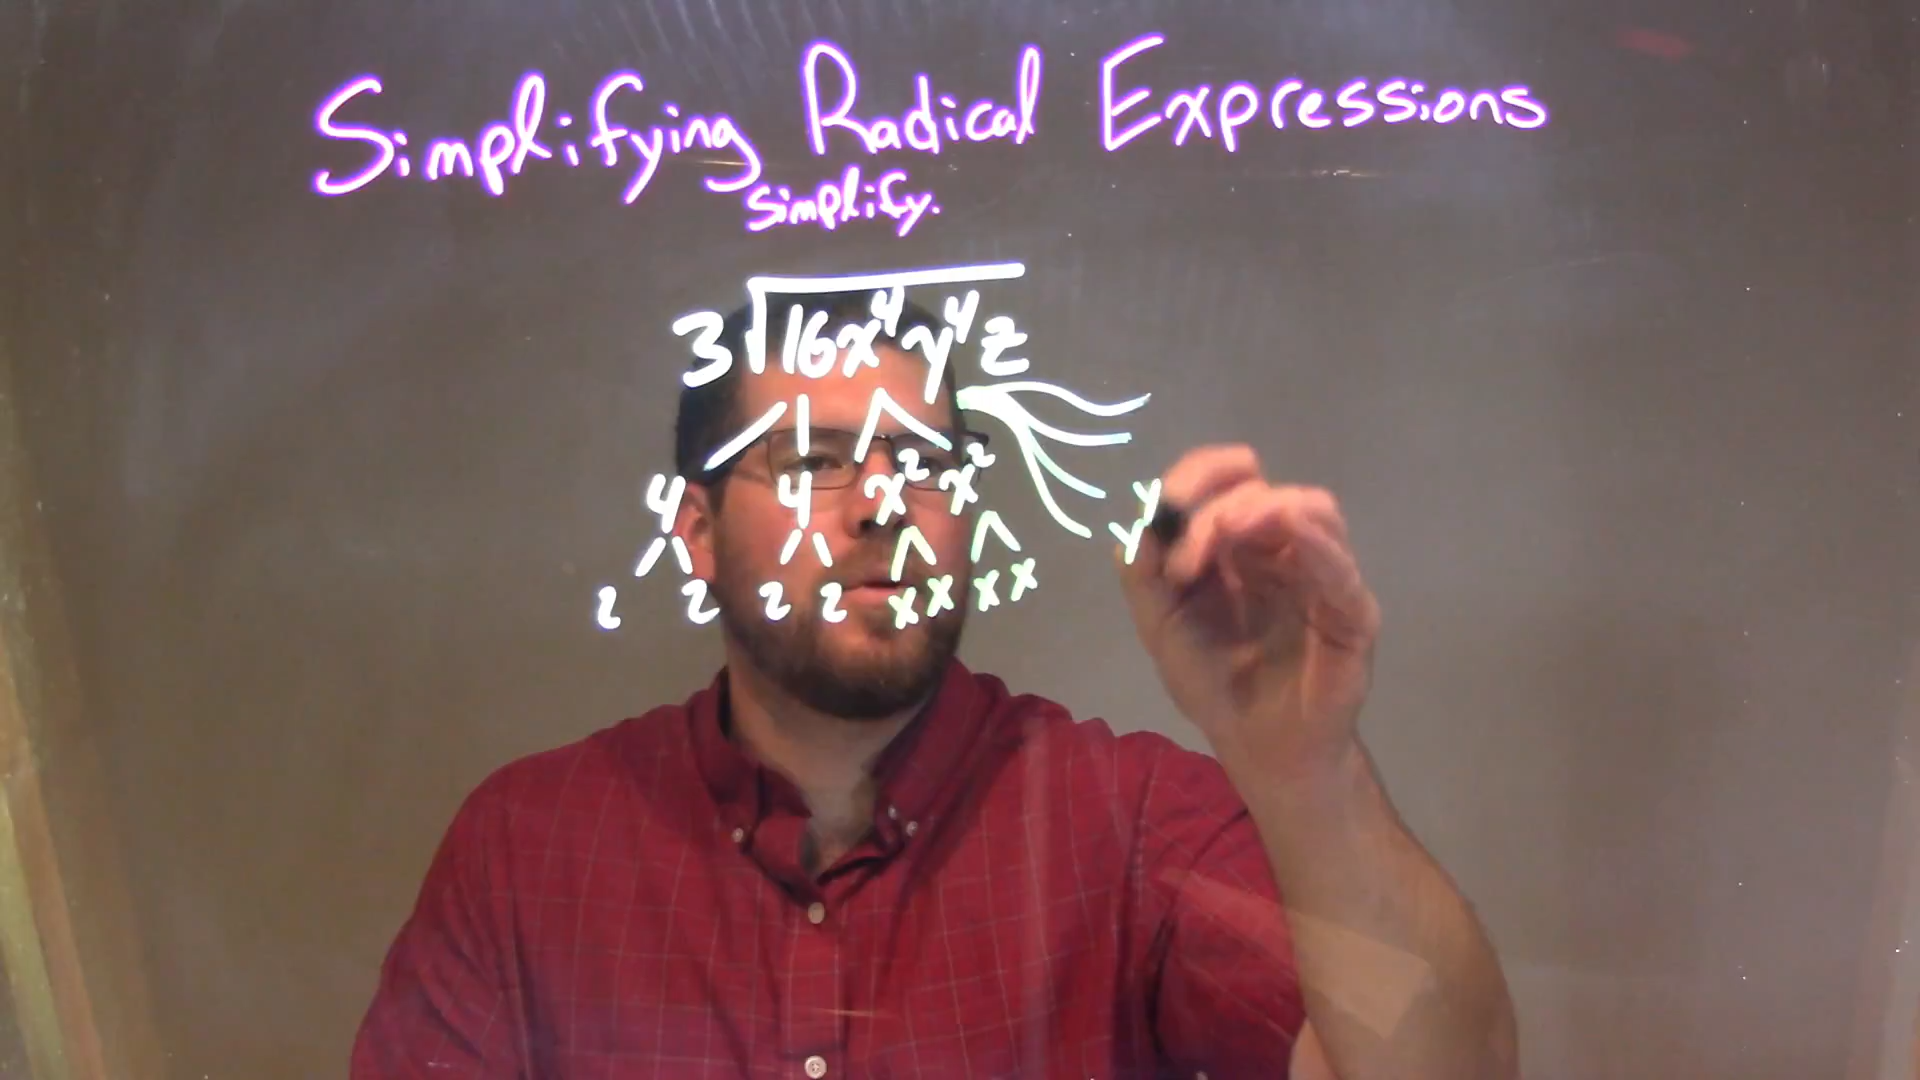 Simplifying Radical Expressions
simplify.
3√16x⁴y⁴z
4 4 x² x²
y
2 2 2 2 x x x x y